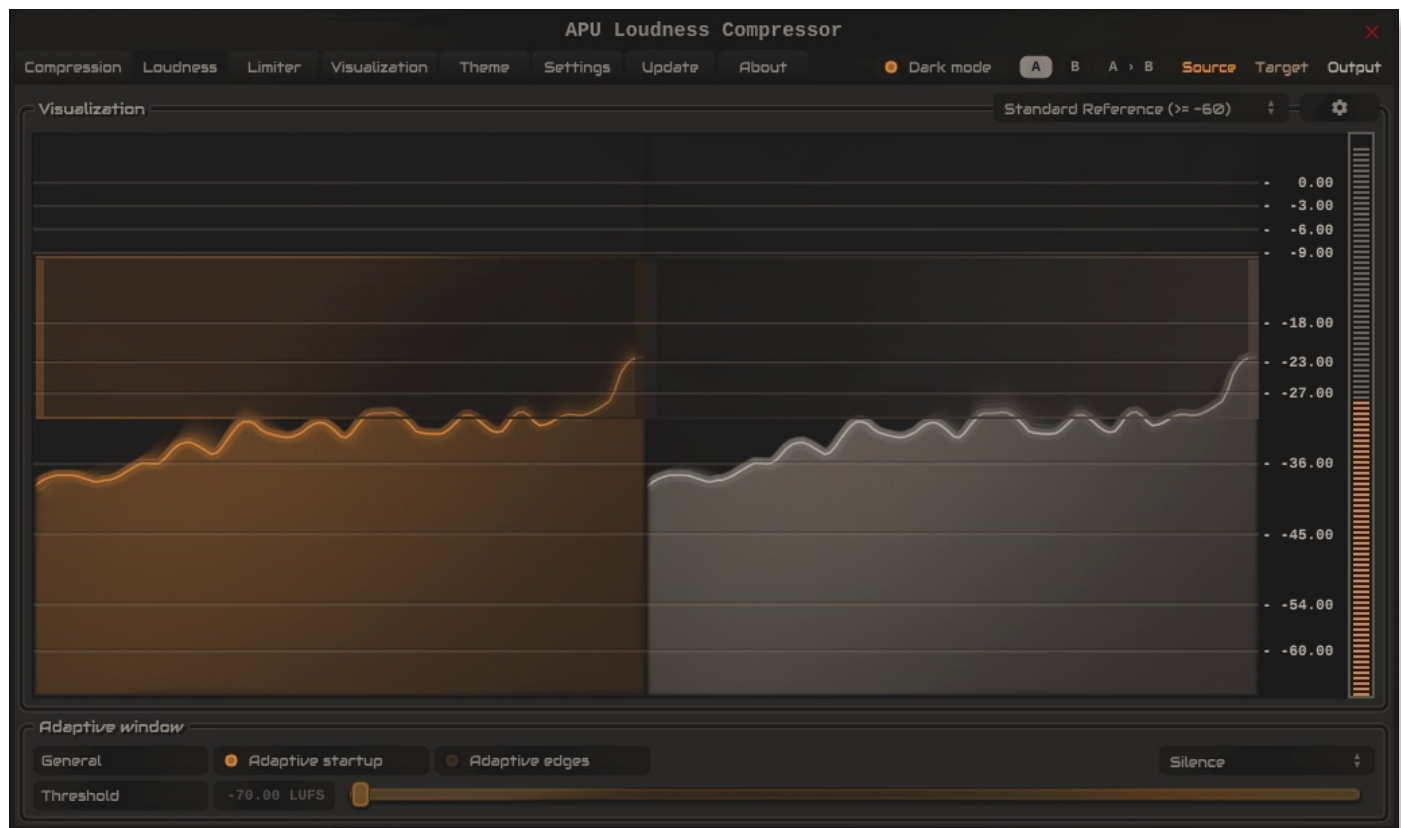 APU Loudness Compressor
Compression Loudness Limiter Visualization Theme Settings Update About Dark mode A B A › B Source Target Output
Visualization Standard Reference (>= -60)
- 0.00
- -3.00
- -6.00
- -9.00
- -18.00
- -23.00
- -27.00
- -36.00
- -45.00
- -54.00
- -60.00
Adaptive window
General Adaptive startup Adaptive edges Silence
Threshold -70.00 LUFS